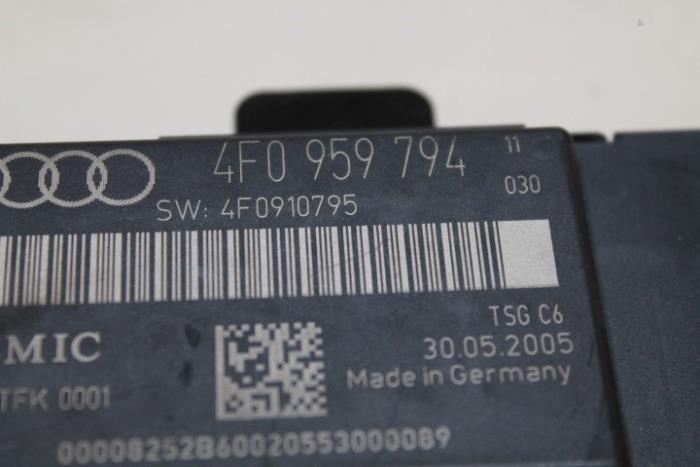 4F0 959 794 11
030
SW: 4F0910795
TSG C6
MIC
30.05.2005
TFK 0001
Made in Germany
00008252B60020553000089